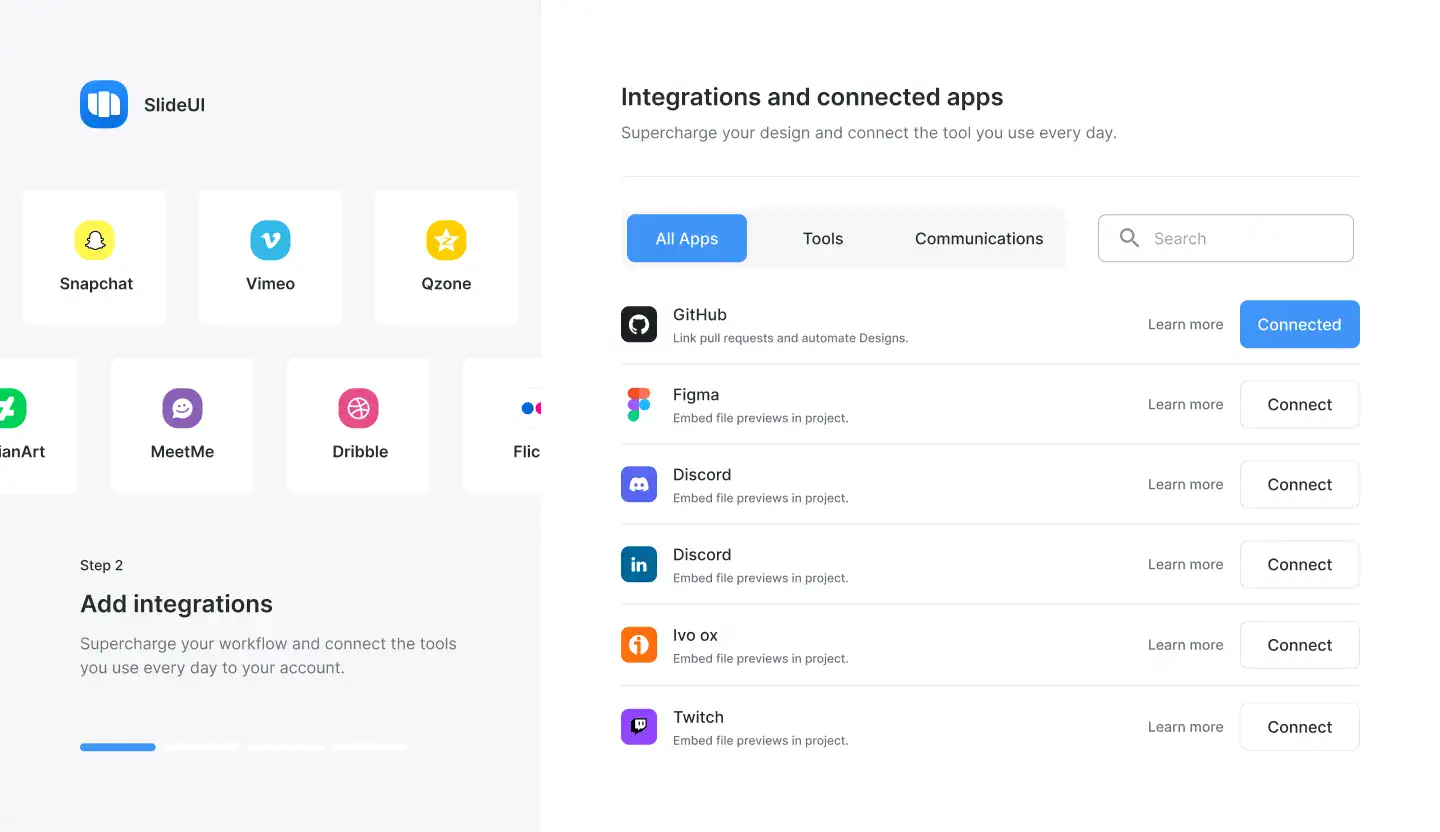 SlideUI
Snapchat
Vimeo
Qzone
ianArt
MeetMe
Dribble
Flic
Step 2
Add integrations
Supercharge your workflow and connect the tools
you use every day to your account.
Integrations and connected apps
Supercharge your design and connect the tool you use every day.
All Apps
Tools
Communications
Search
GitHub
Link pull requests and automate Designs.
Learn more
Connected
Figma
Embed file previews in project.
Learn more
Connect
Discord
Embed file previews in project.
Learn more
Connect
in
Discord
Embed file previews in project.
Learn more
Connect
Ivo ox
Embed file previews in project.
Learn more
Connect
Twitch
Embed file previews in project.
Learn more
Connect